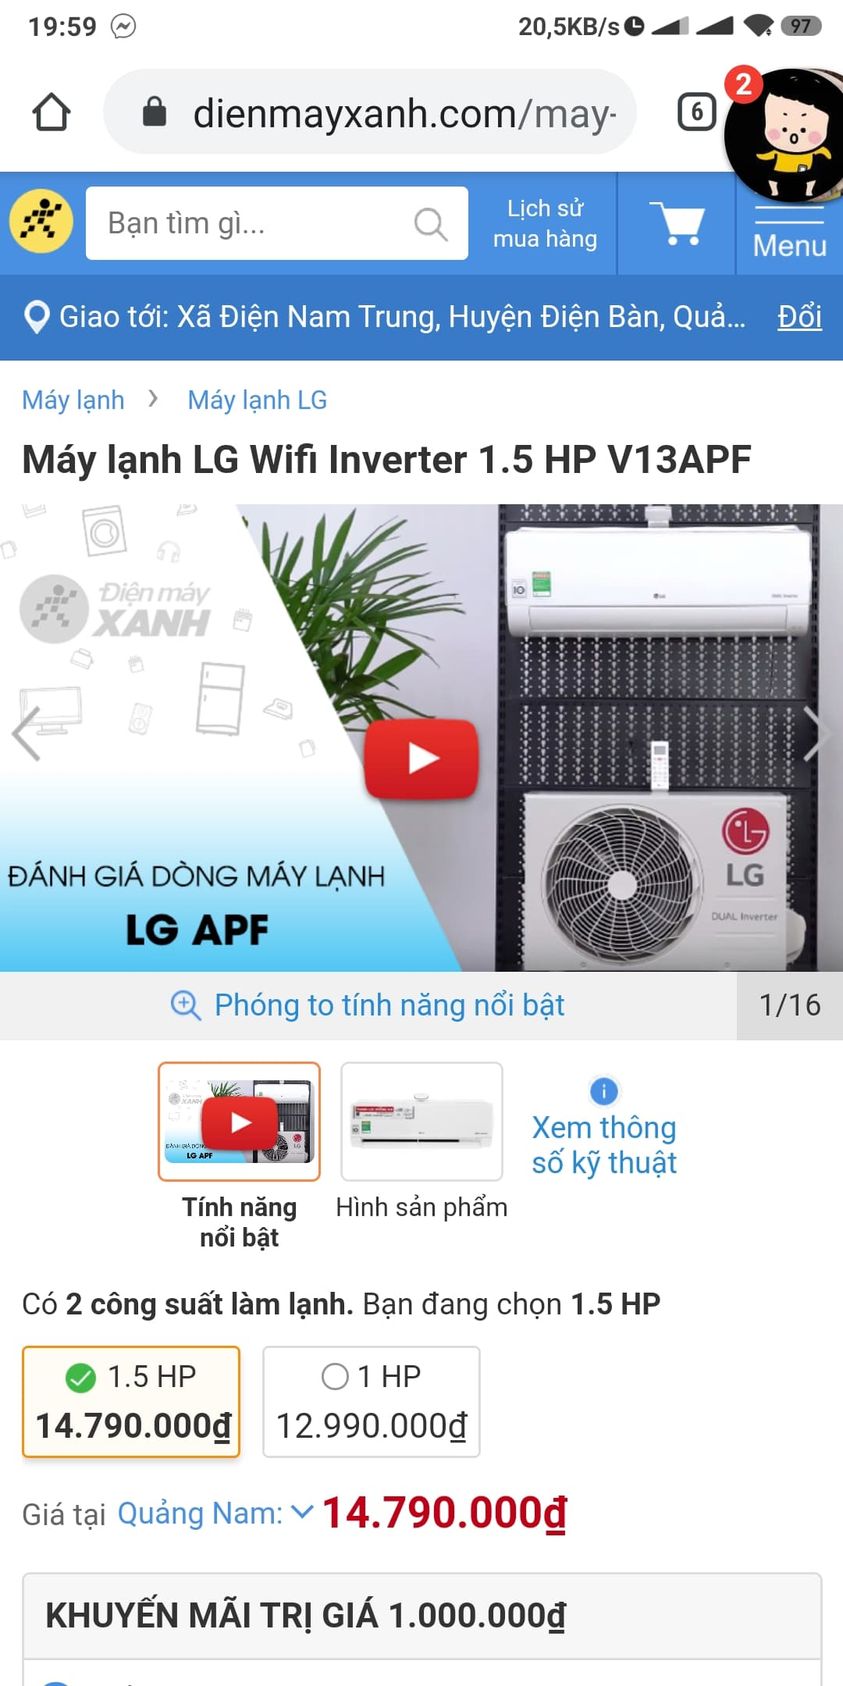 19:59
20,5KB/s
97
dienmayxanh.com/may-
6
2
Bạn tìm gì...
Lịch sử
mua hàng
Menu
Giao tới: Xã Điện Nam Trung, Huyện Điện Bàn, Quả...
Đổi
Máy lạnh > Máy lạnh LG
Máy lạnh LG Wifi Inverter 1.5 HP V13APF
Điện máy
XANH
LG
DUAL Inverter
ĐÁNH GIÁ DÒNG MÁY LẠNH
LG APF
Phóng to tính năng nổi bật
1/16
LG APF
Tính năng
nổi bật
Hình sản phẩm
Xem thông
số kỹ thuật
Có 2 công suất làm lạnh. Bạn đang chọn 1.5 HP
1.5 HP
14.790.000₫
1 HP
12.990.000₫
Giá tại Quảng Nam: 14.790.000₫
KHUYẾN MÃI TRỊ GIÁ 1.000.000₫